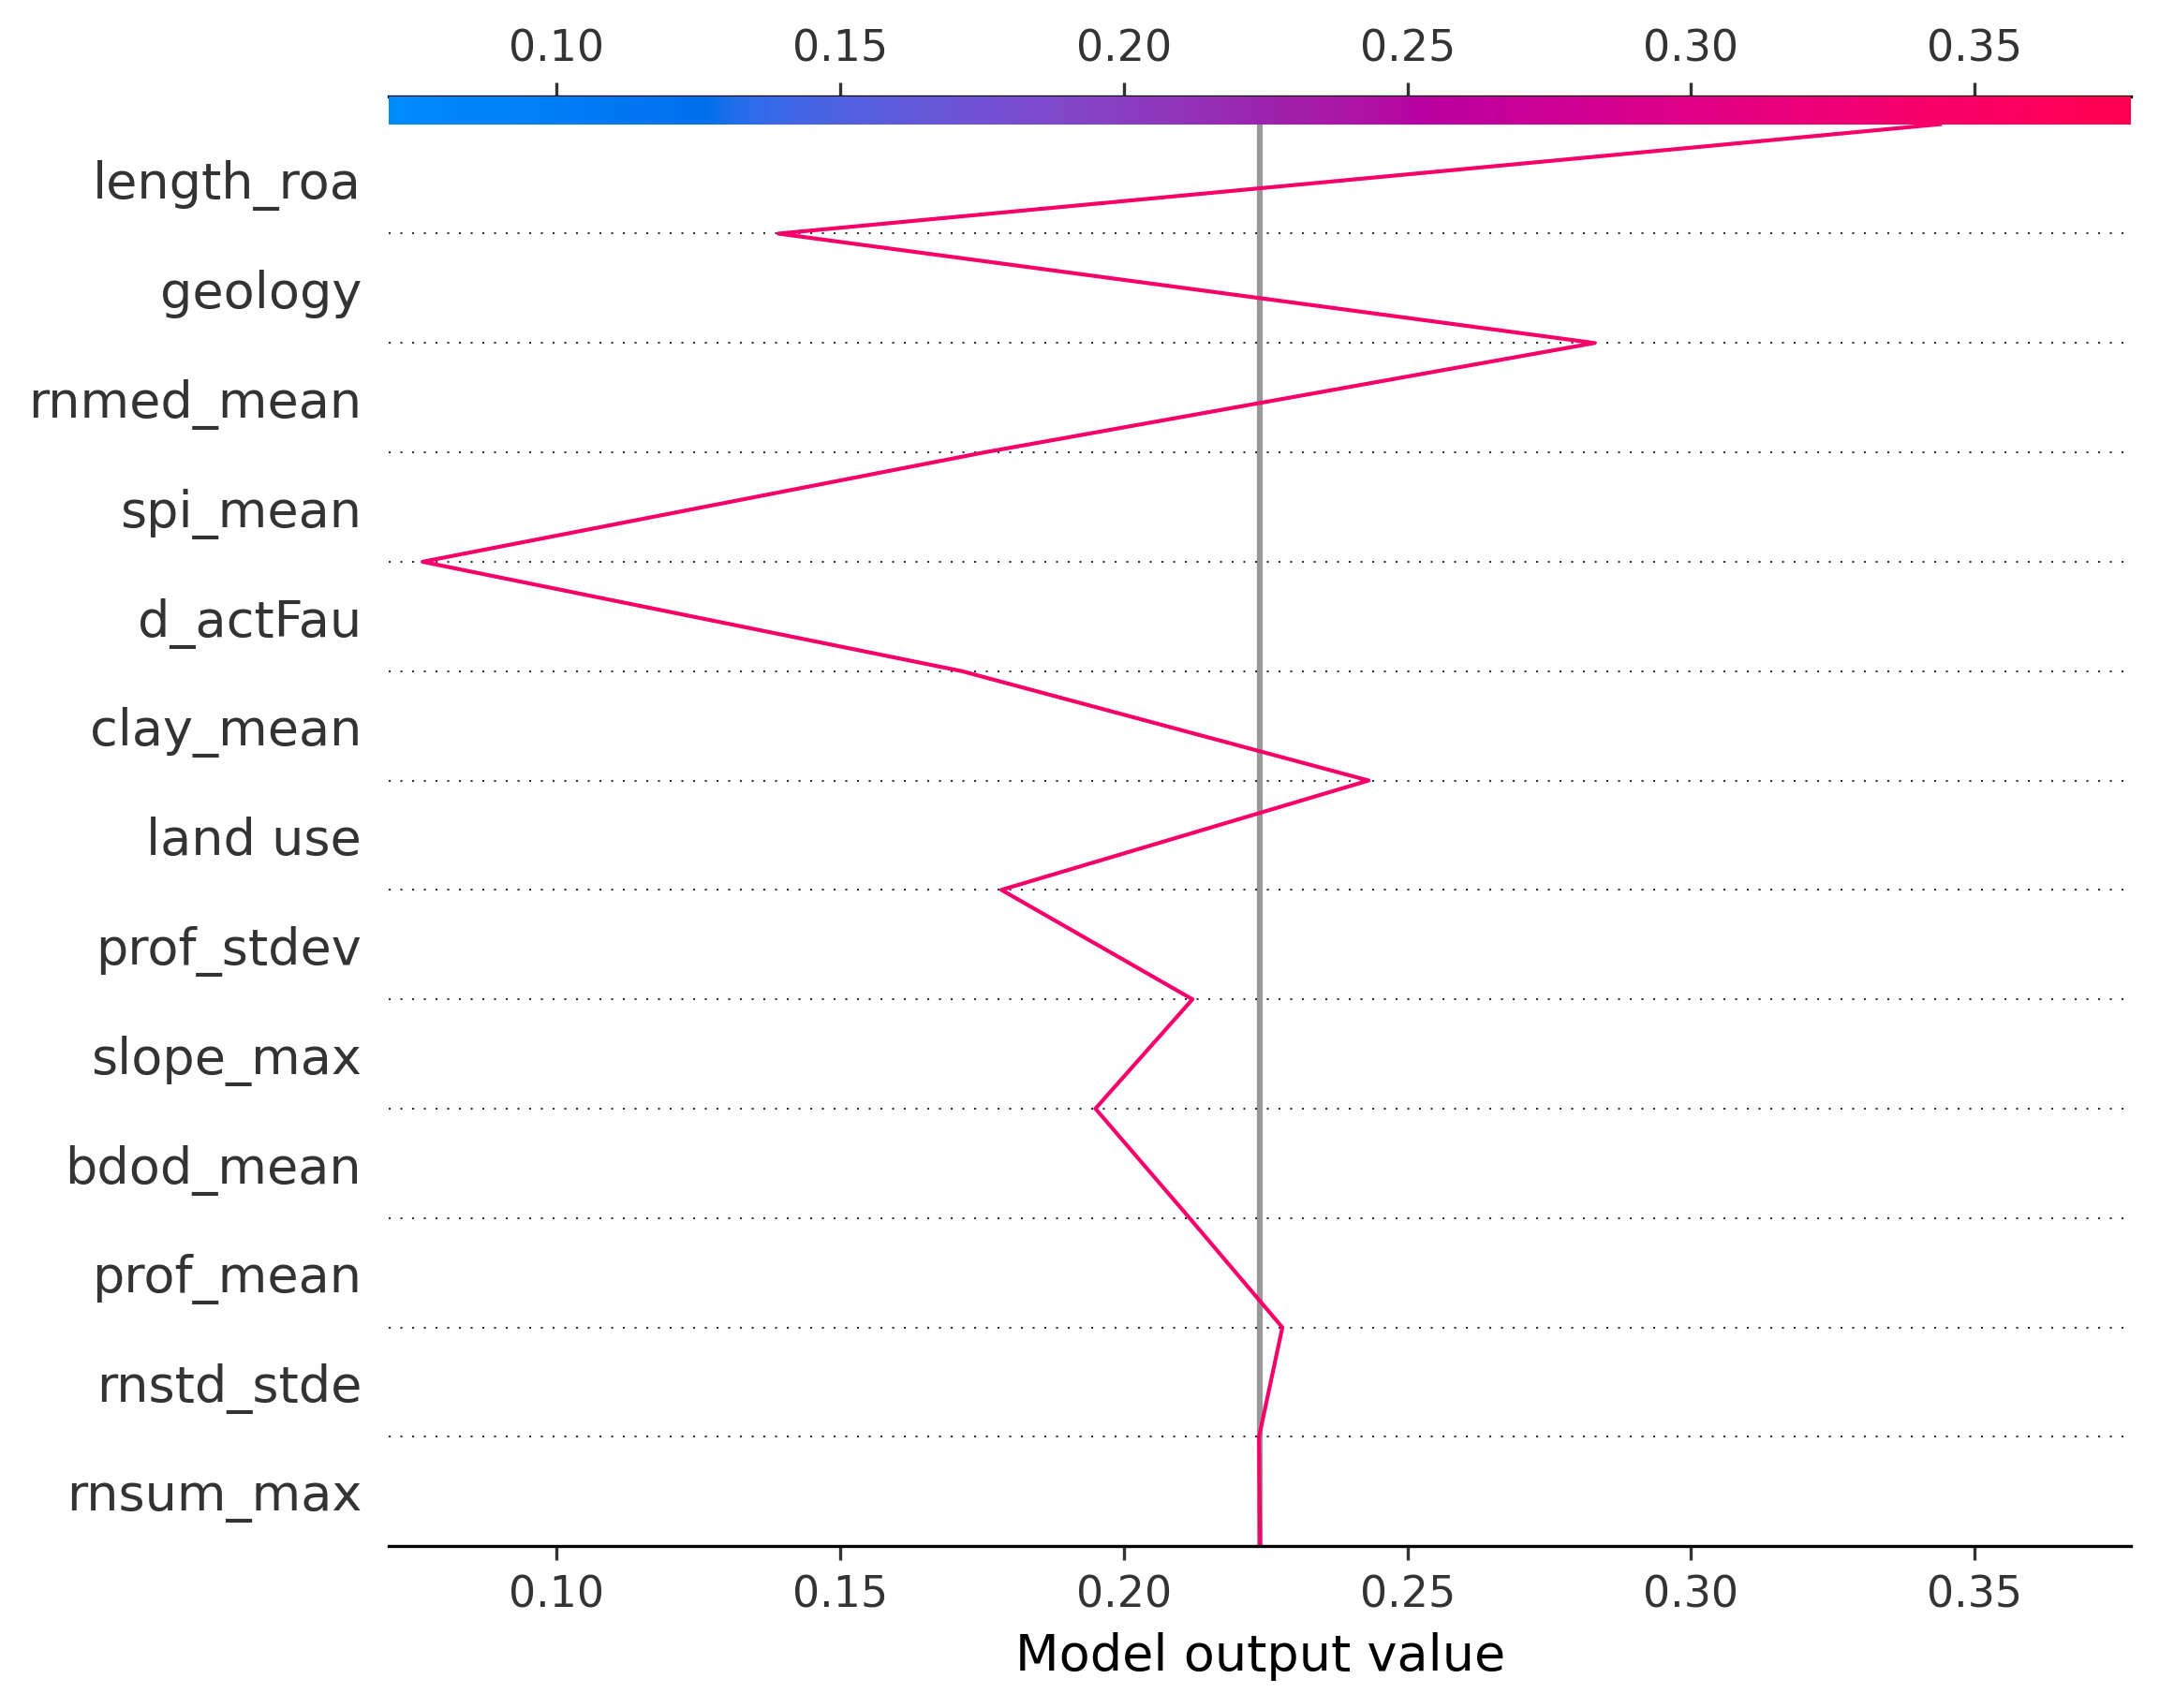 0.10 0.15 0.20 0.25 0.30 0.35
length_roa
geology
rnmed_mean
spi_mean
d_actFau
clay_mean
land use
prof_stdev
slope_max
bdod_mean
prof_mean
rnstd_stde
rnsum_max
0.10 0.15 0.20 0.25 0.30 0.35
Model output value